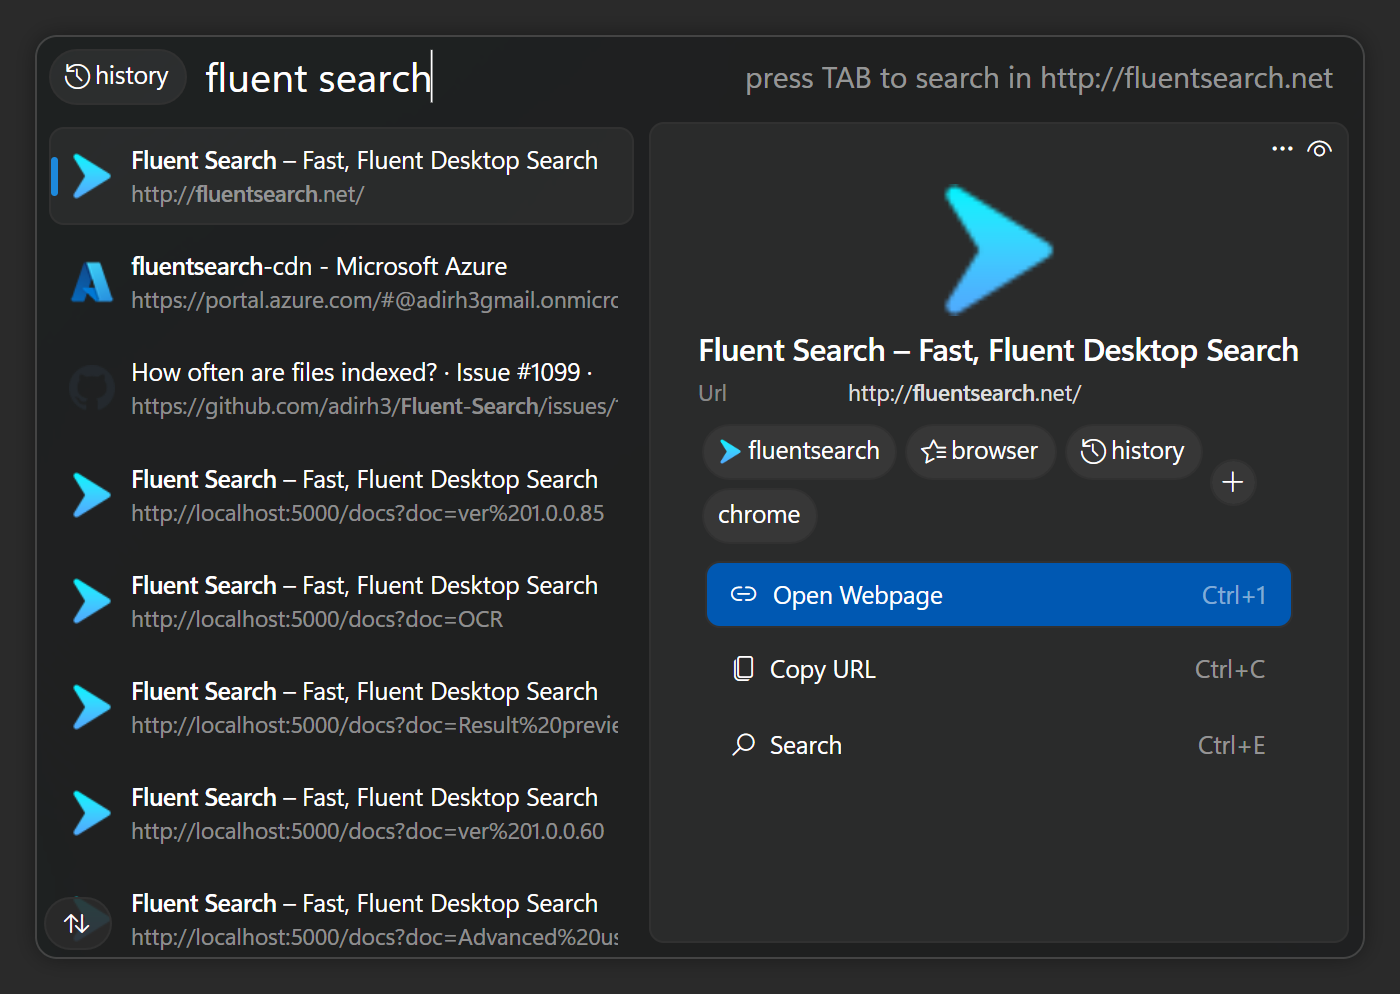 history
fluent search
press TAB to search in http://fluentsearch.net
Fluent Search – Fast, Fluent Desktop Search
http://fluentsearch.net/
fluentsearch-cdn - Microsoft Azure
https://portal.azure.com/#@adirh3gmail.onmicro
How often are files indexed? · Issue #1099 ·
https://github.com/adirh3/Fluent-Search/issues/
Fluent Search – Fast, Fluent Desktop Search
http://localhost:5000/docs?doc=ver%201.0.0.85
Fluent Search – Fast, Fluent Desktop Search
http://localhost:5000/docs?doc=OCR
Fluent Search – Fast, Fluent Desktop Search
http://localhost:5000/docs?doc=Result%20previe
Fluent Search – Fast, Fluent Desktop Search
http://localhost:5000/docs?doc=ver%201.0.0.60
Fluent Search – Fast, Fluent Desktop Search
http://localhost:5000/docs?doc=Advanced%20us
Fluent Search – Fast, Fluent Desktop Search
Url http://fluentsearch.net/
fluentsearch browser history
chrome
Open Webpage Ctrl+1
Copy URL Ctrl+C
Search Ctrl+E